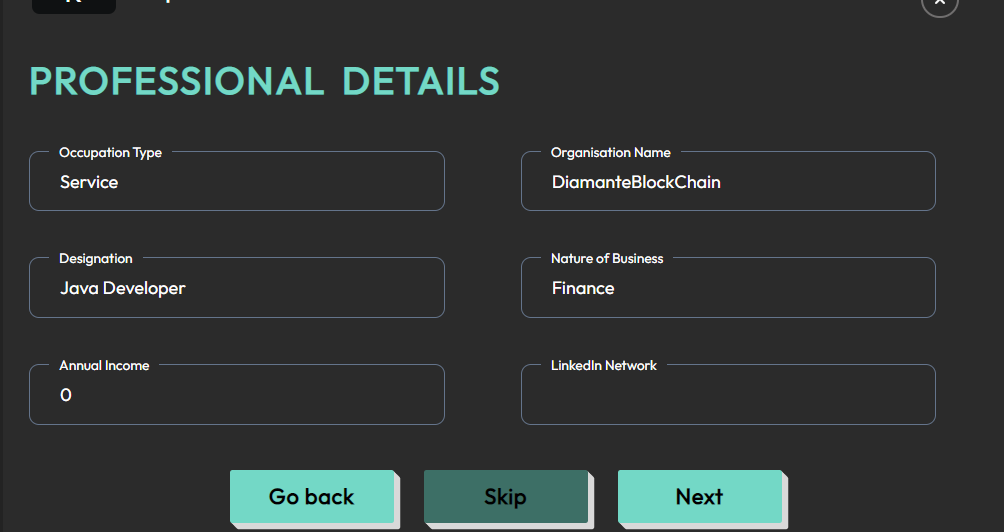 PROFESSIONAL DETAILS
Occupation Type
Service
Organisation Name
DiamanteBlockChain
Designation
Java Developer
Nature of Business
Finance
Annual Income
0
LinkedIn Network
Go back
Skip
Next